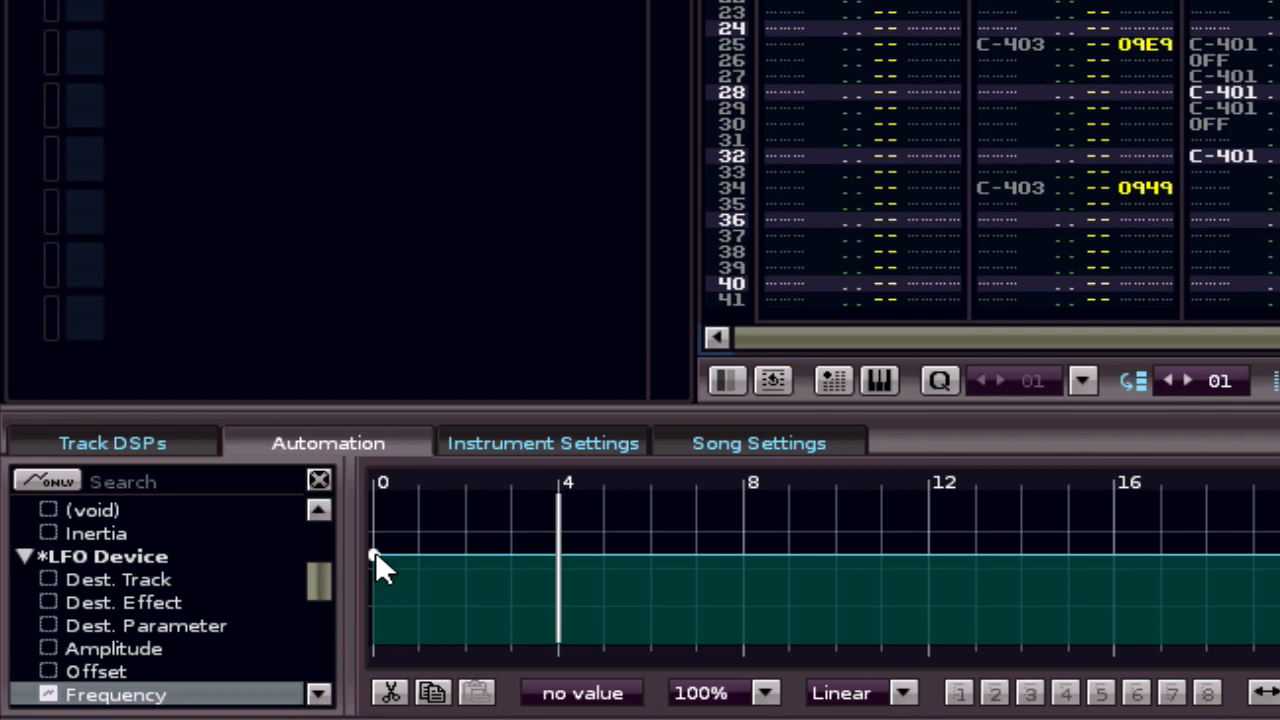 23
24
25 C-403 -- 09E9 C-401
26 -- -- OFF
27 -- -- C-401
28 -- -- C-401
29 -- -- C-401
30 -- -- OFF
31 -- --
32 -- -- C-401
33 -- --
34 C-403 -- 0949
35 -- --
36 -- --
37 -- --
38 -- --
39 -- --
40 -- --
41 -- --
Q 01 01
Track DSPs Automation Instrument Settings Song Settings
ONLY Search
0 4 8 12 16
(void)
Inertia
*LFO Device
Dest. Track
Dest. Effect
Dest. Parameter
Amplitude
Offset
Frequency
no value 100% Linear 1 2 3 4 5 6 7 8